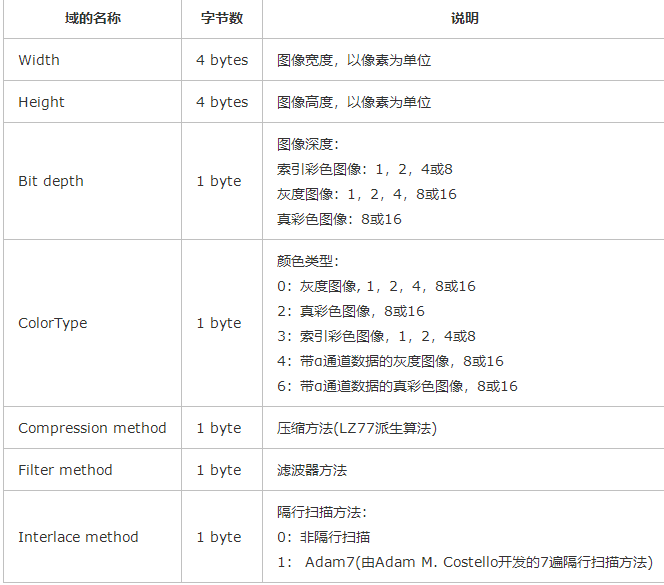 域的名称 字节数 说明
Width 4 bytes 图像宽度，以像素为单位
Height 4 bytes 图像高度，以像素为单位
Bit depth 1 byte 图像深度：
索引彩色图像：1，2，4或8
灰度图像：1，2，4，8或16
真彩色图像：8或16
ColorType 1 byte 颜色类型：
0：灰度图像, 1，2，4，8或16
2：真彩色图像，8或16
3：索引彩色图像，1，2，4或8
4：带α通道数据的灰度图像，8或16
6：带α通道数据的真彩色图像，8或16
Compression method 1 byte 压缩方法(LZ77派生算法)
Filter method 1 byte 滤波器方法
Interlace method 1 byte 隔行扫描方法：
0：非隔行扫描
1： Adam7(由Adam M. Costello开发的7遍隔行扫描方法)